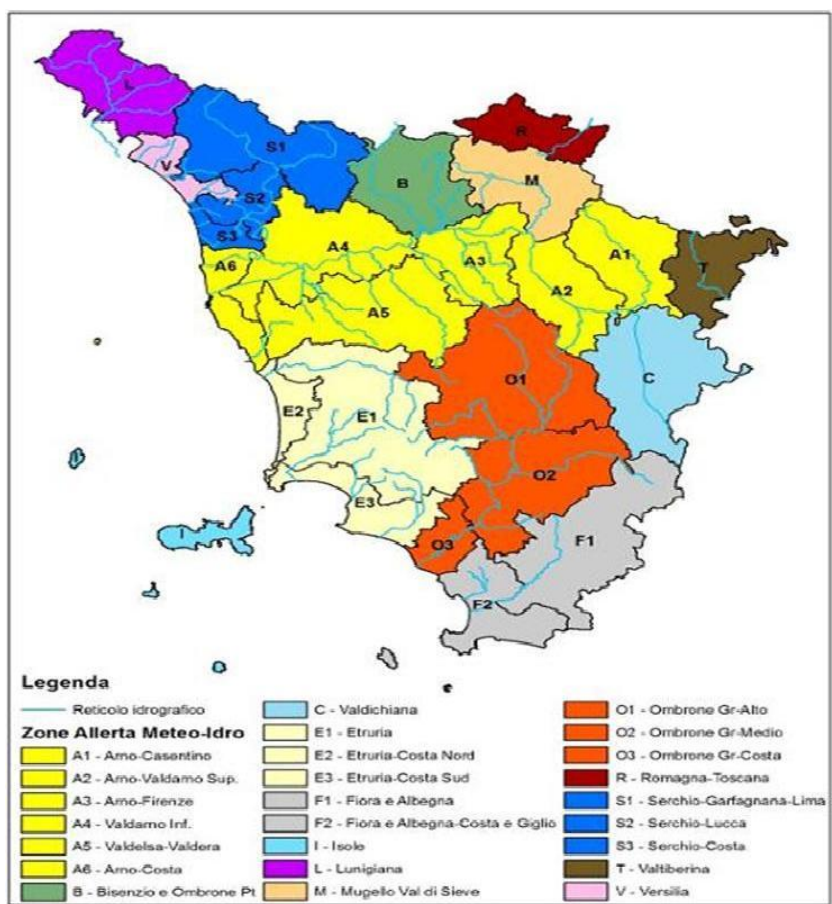 L
S1
R
B
M
V
S2
S3
A4
A6
A3
A1
T
A2
A5
O1
C
E2
E1
O2
E3
I
O3
F1
F2
Legenda
Reticolo idrografico
Zone Allerta Meteo-Idro
A1 - Arno-Casentino
A2 - Arno-Valdarno Sup.
A3 - Arno-Firenze
A4 - Valdarno Inf.
A5 - Valdelsa-Valdera
A6 - Arno-Costa
B - Bisenzio e Ombrone Pt
C - Valdichiana
E1 - Etruria
E2 - Etruria-Costa Nord
E3 - Etruria-Costa Sud
F1 - Fiora e Albegna
F2 - Fiora e Albegna-Costa e Giglio
I - Isole
L - Lunigiana
M - Mugello Val di Sieve
O1 - Ombrone Gr-Alto
O2 - Ombrone Gr-Medio
O3 - Ombrone Gr-Costa
R - Romagna-Toscana
S1 - Serchio-Garfagnana-Lima
S2 - Serchio-Lucca
S3 - Serchio-Costa
T - Valtiberina
V - Versilia